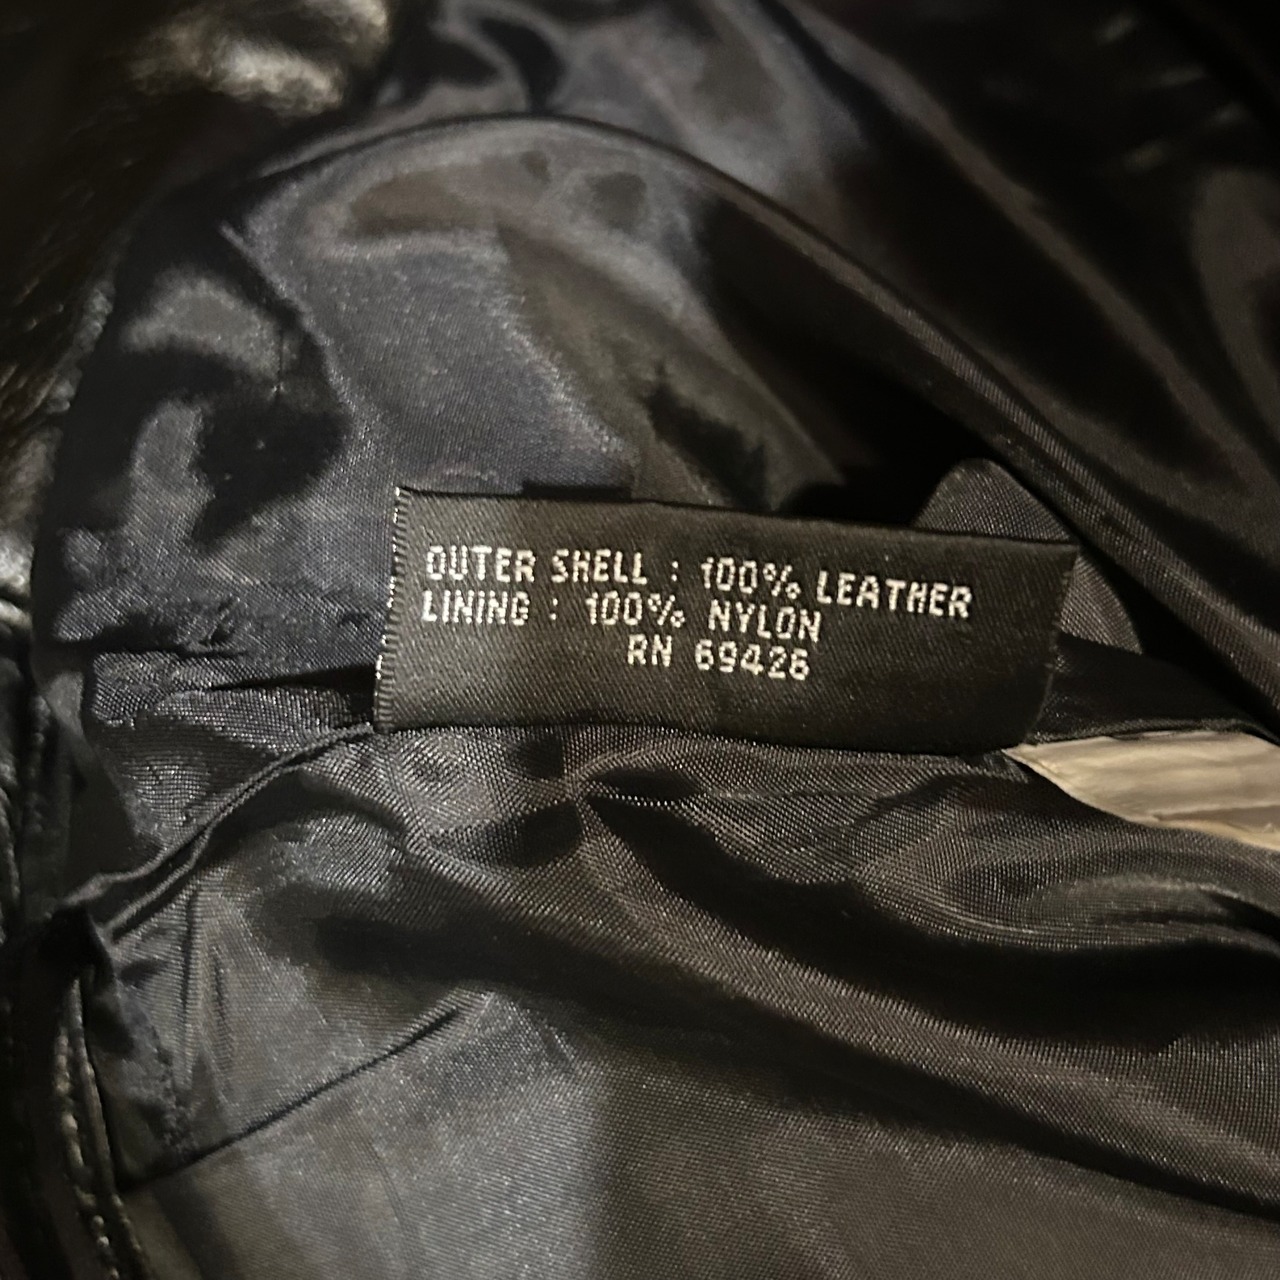 OUTER SHELL : 100% LEATHER
LINING : 100% NYLON
RN 69426